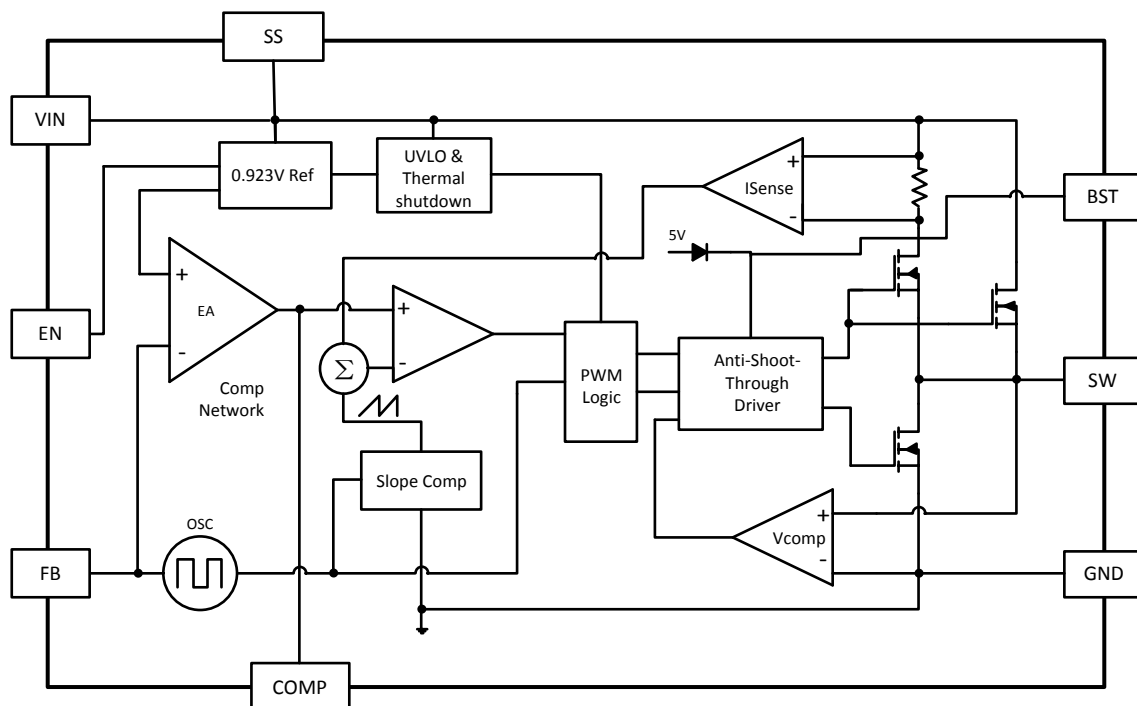 SS
VIN
0.923V Ref
UVLO &
Thermal
shutdown
+
ISense
-
BST
5V
+
EA
-
EN
+
-
Σ
Comp
Network
PWM
Logic
Anti-Shoot-
Through
Driver
SW
Slope Comp
OSC
+
Vcomp
-
FB
GND
COMP